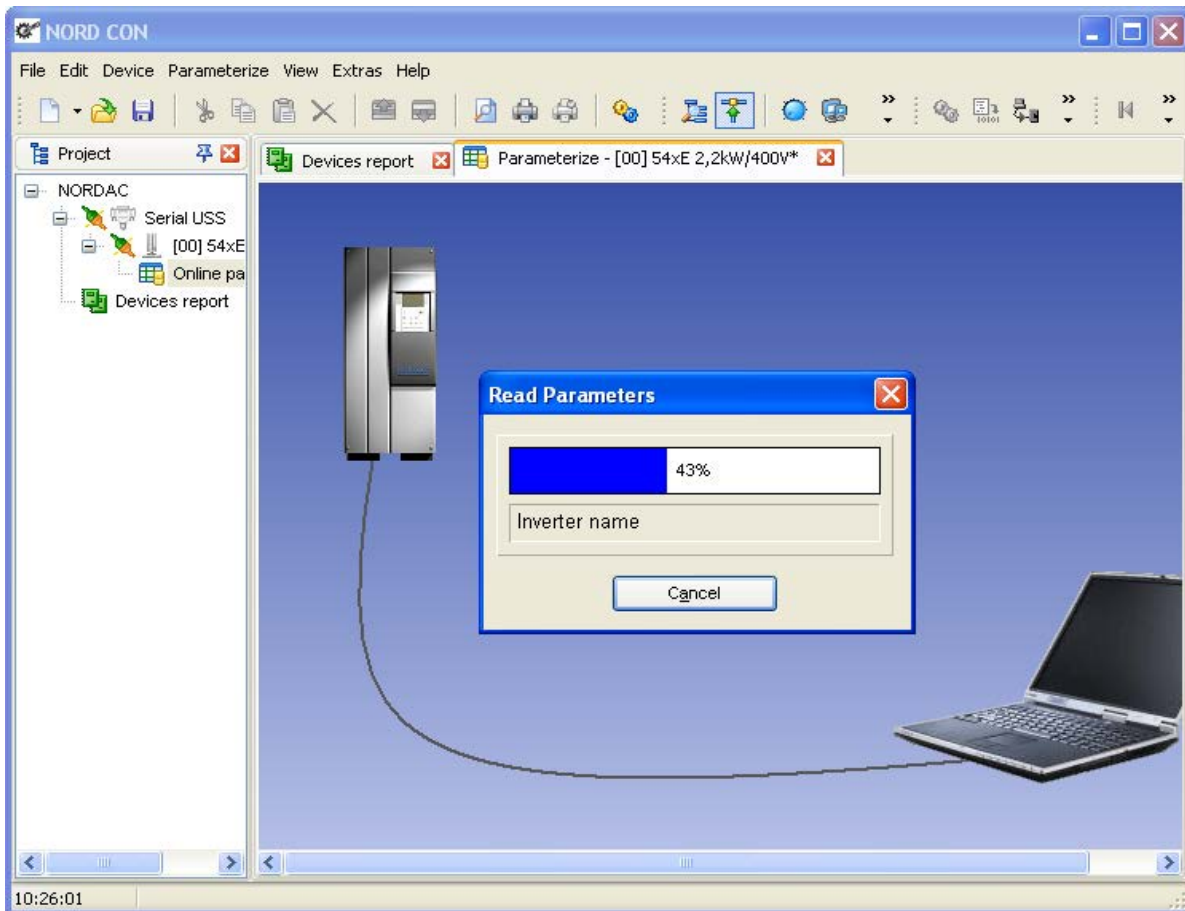 NORD CON
File Edit Device Parameterize View Extras Help
Project
Devices report
Parameterize - [00] 54xE 2,2kW/400V*
NORDAC
Serial USS
[00] 54xE
Online pa
Devices report
Read Parameters
43%
Inverter name
Cancel
10:26:01